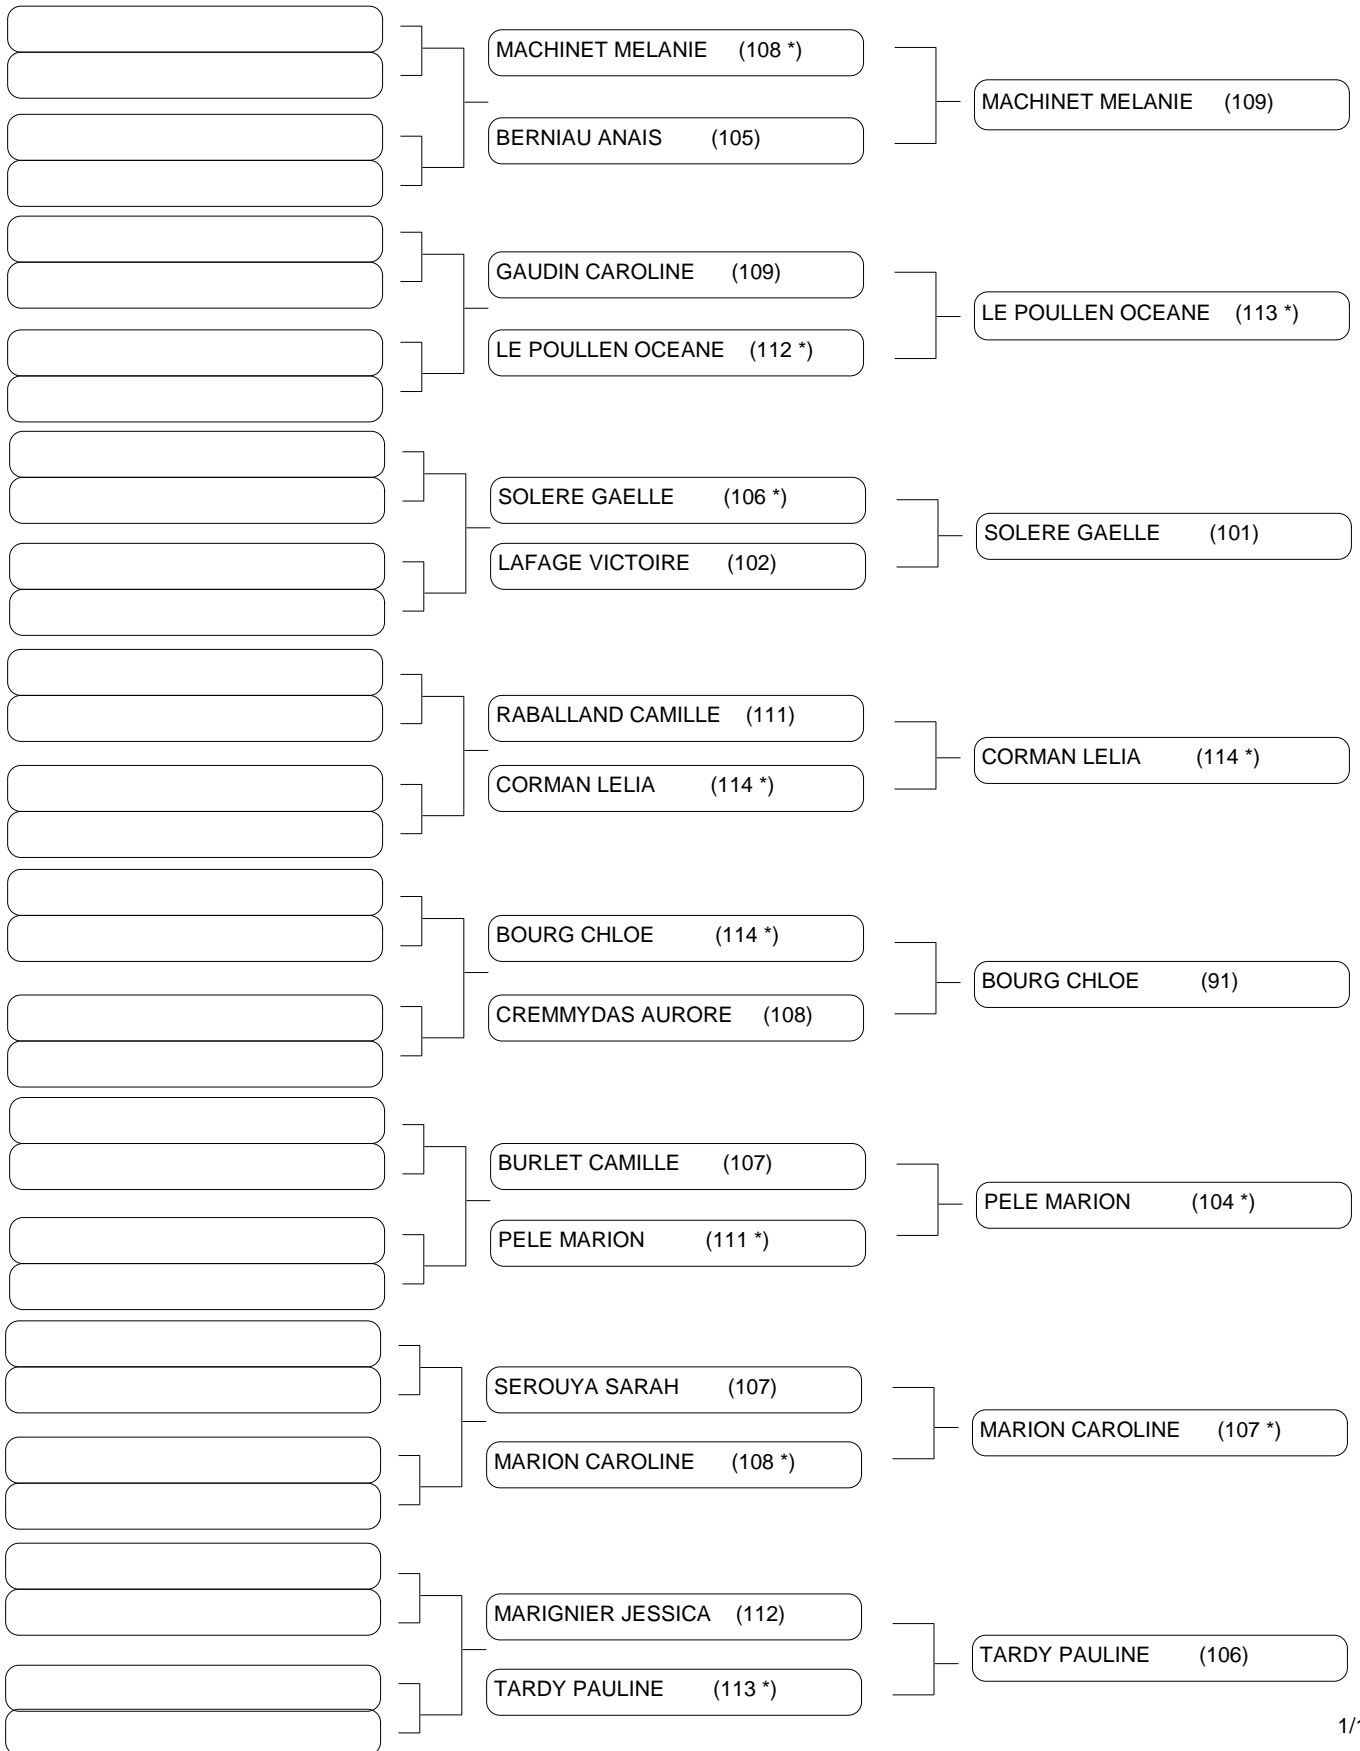 MACHINET MELANIE (108 *)
MACHINET MELANIE (109)
BERNIAU ANAIS (105)
GAUDIN CAROLINE (109)
LE POULLEN OCEANE (113 *)
LE POULLEN OCEANE (112 *)
SOLERE GAELLE (106 *)
SOLERE GAELLE (101)
LAFAGE VICTOIRE (102)
RABALLAND CAMILLE (111)
CORMAN LELIA (114 *)
CORMAN LELIA (114 *)
BOURG CHLOE (114 *)
BOURG CHLOE (91)
CREMMYDAS AURORE (108)
BURLET CAMILLE (107)
PELE MARION (104 *)
PELE MARION (111 *)
SEROUYA SARAH (107)
MARION CAROLINE (107 *)
MARION CAROLINE (108 *)
MARIGNIER JESSICA (112)
TARDY PAULINE (106)
TARDY PAULINE (113 *)